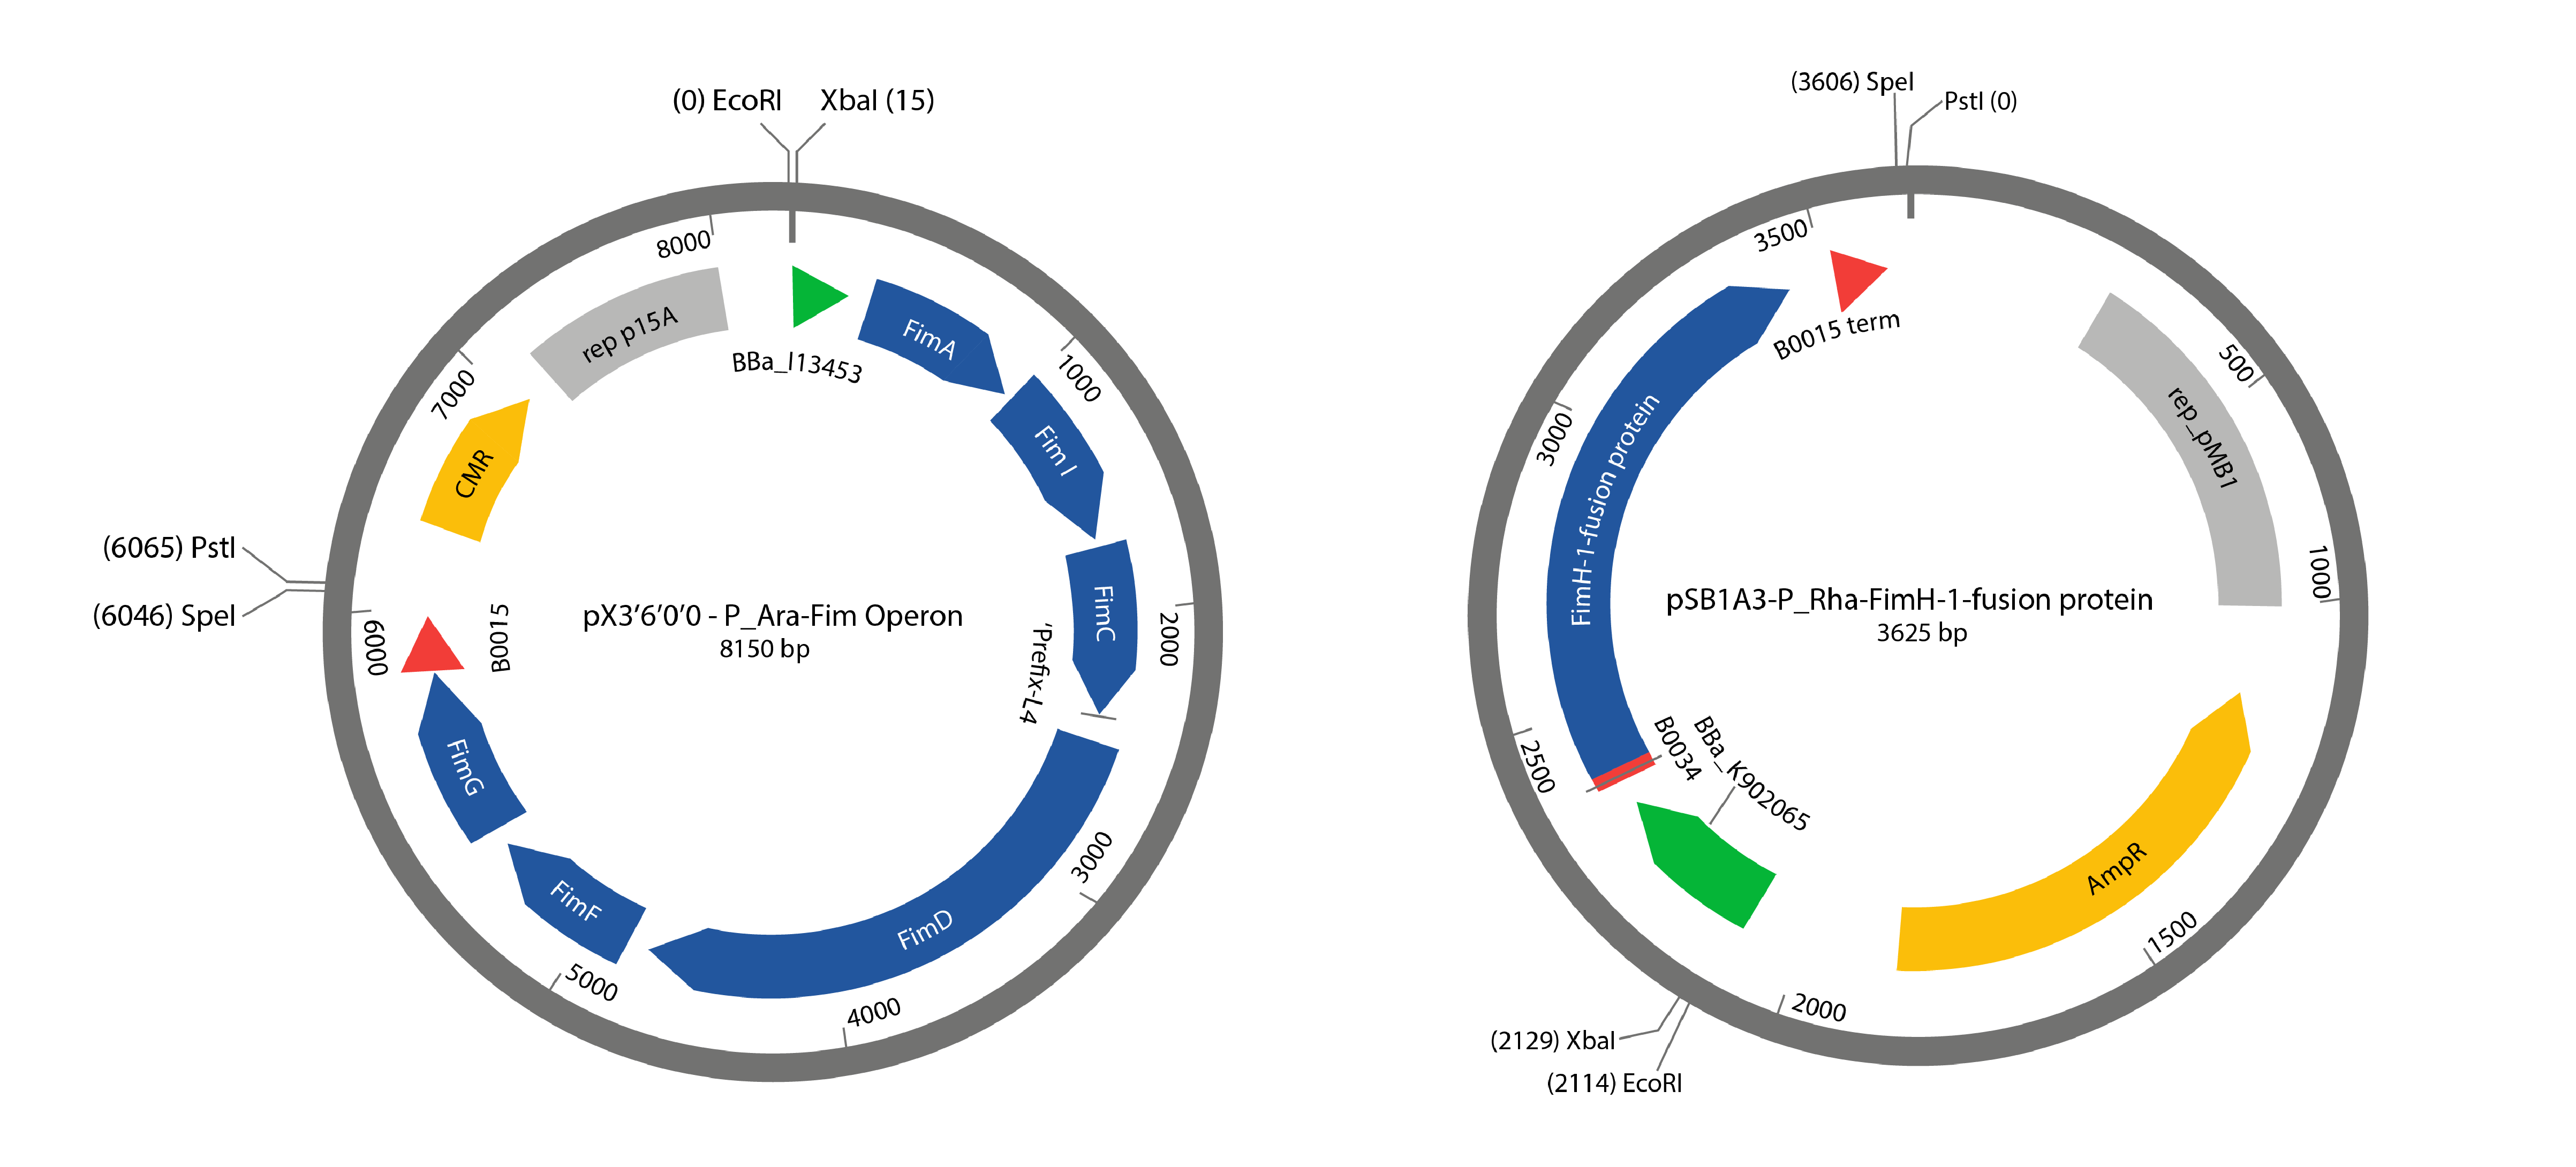 (0) EcoRI
XbaI (15)
8000
rep p15A
BBa_I13453
FimA
1000
Fim I
7000
CMR
FimC
2000
(6065) PstI
(6046) SpeI
pX3'6'0'0 - P_Ara-Fim Operon
8150 bp
'Prefix-L4
6000
B0015
FimG
3000
FimD
FimF
5000
4000
(3606) SpeI
PstI (0)
3500
B0015 term
500
rep_pMB1
3000
FimH-1-fusion protein
1000
pSB1A3-P_Rha-FimH-1-fusion protein
3625 bp
2500
B0034
BBa_K902065
AmpR
1500
2000
(2129) XbaI
(2114) EcoRI